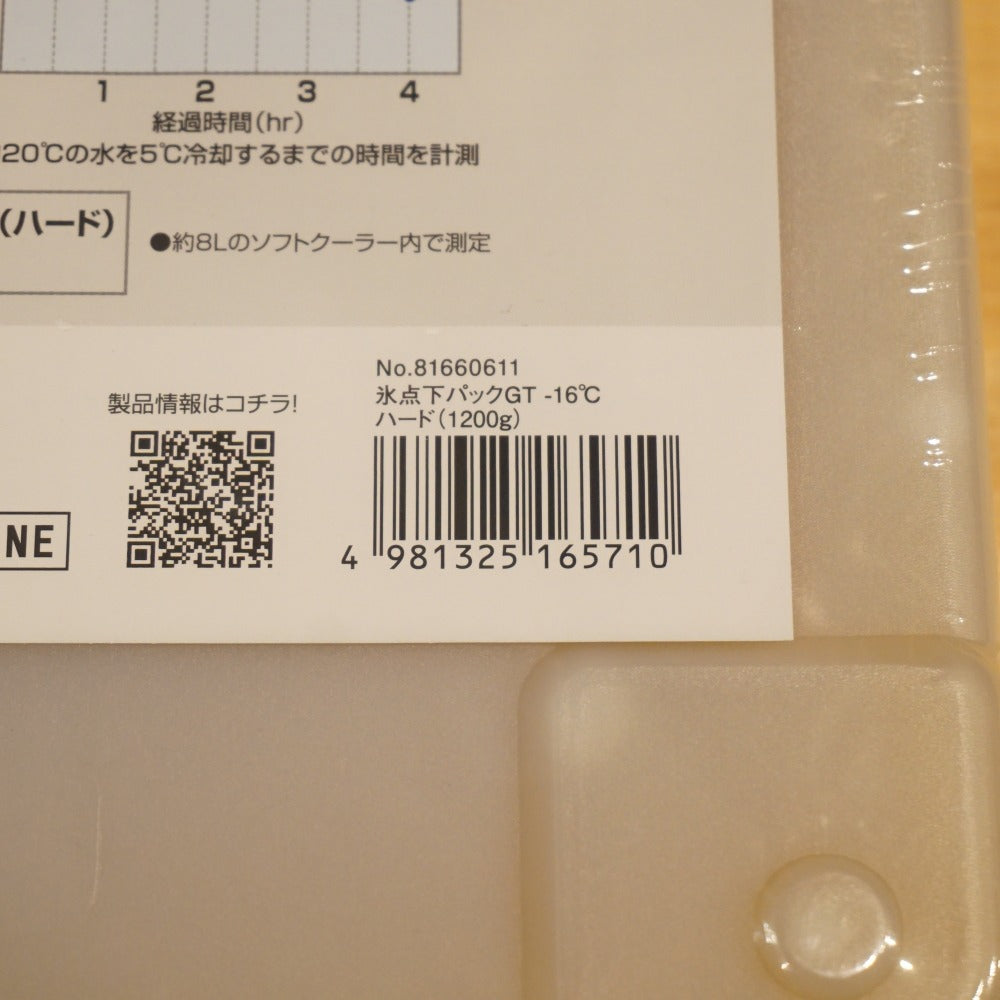 1 2 3 4
経過時間(hr)
20℃の水を5℃冷却するまでの時間を計測
(ハード)
●約8Lのソフトクーラー内で測定
No.81660611
氷点下パックGT -16℃
ハード(1200g)
製品情報はコチラ!
NE
4 981325 165710